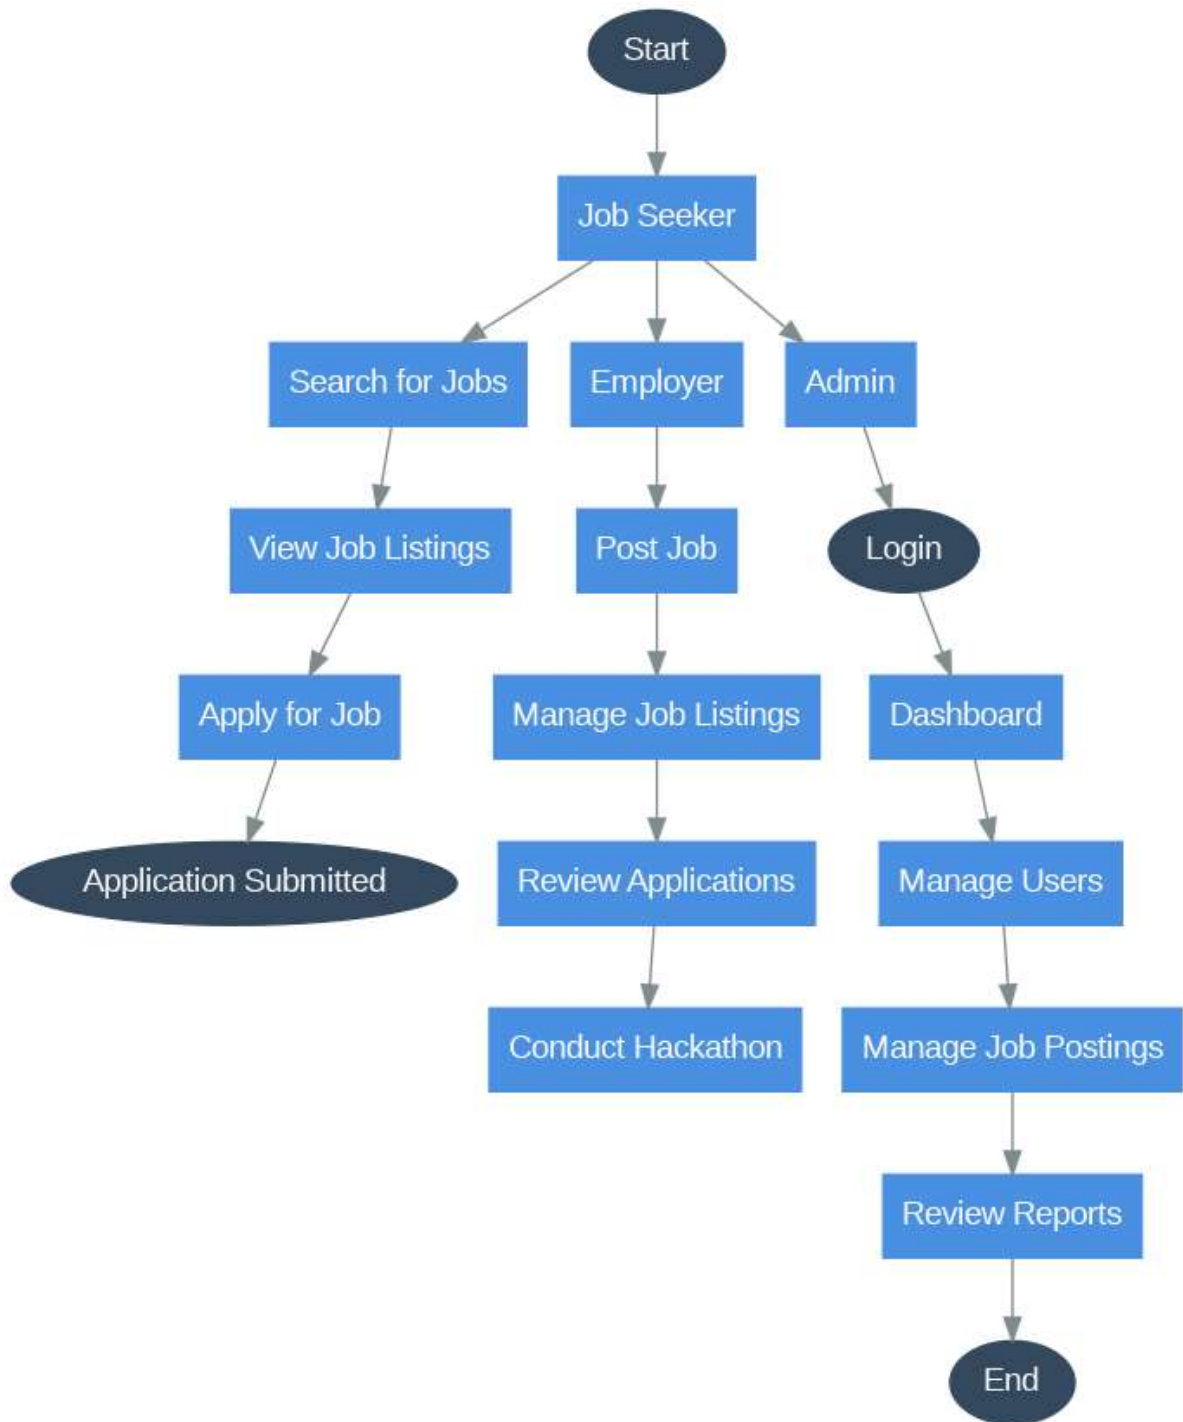 Start
Job Seeker
Search for Jobs
Employer
Admin
View Job Listings
Post Job
Login
Apply for Job
Manage Job Listings
Dashboard
Application Submitted
Review Applications
Manage Users
Conduct Hackathon
Manage Job Postings
Review Reports
End